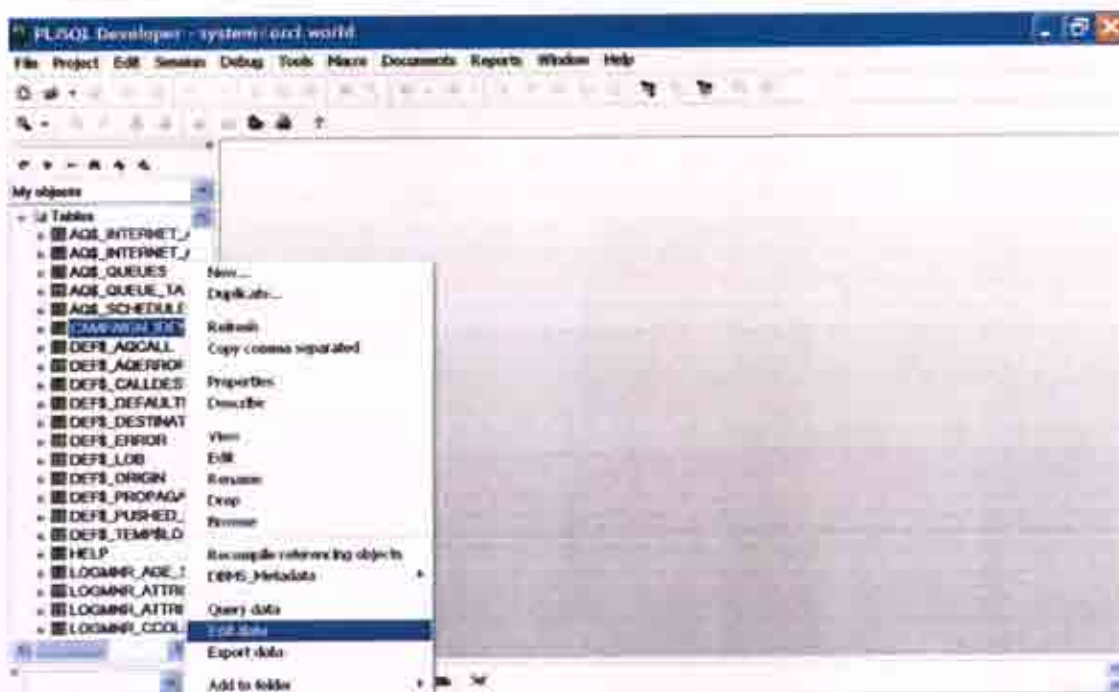 PL/SQL Developer - system@orcl.world
File Project Edit Session Debug Tools Macro Documents Reports Window Help
My objects
Tables
AQ$_INTERNET_A
AQ$_INTERNET_A
AQ$_QUEUES
AQ$_QUEUE_TA
AQ$_SCHEDULE
DEF$_AQCALL
DEF$_AQERROR
DEF$_CALLDES
DEF$_DEFAULT
DEF$_DESTINAT
DEF$_ERROR
DEF$_LOB
DEF$_ORIGIN
DEF$_PROPAGA
DEF$_PUSHED_
DEF$_TEMP$LO
HELP
LOGMNR_AGE_
LOGMNR_ATTRI
LOGMNR_ATTRI
LOGMNR_CCOL
New...
Duplicate...
Refresh
Copy comma separated
Properties
Describe
View
Edit
Rename
Drop
Browse
Recompile referencing objects
DBMS_Metadata
Query data
Edit data
Export data
Add to folder